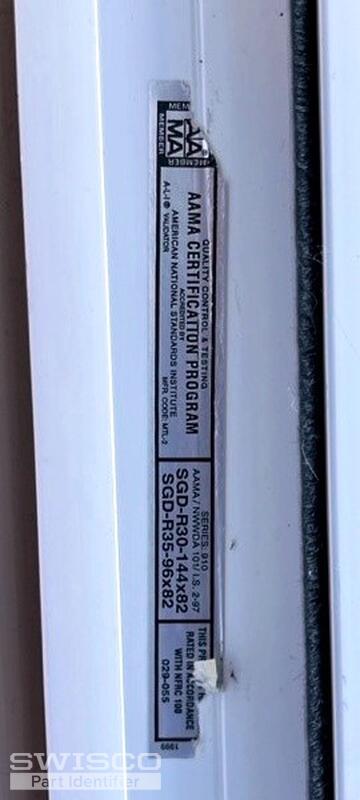 MEM
MA
MEMBER
MEMBER
QUALITY CONTROL & TESTING
AAMA CERTIFICATION PROGRAM
ACCREDITED BY
AMERICAN NATIONAL STANDARDS INSTITUTE
A-L-I ® VALIDATOR
MFR. CODE: MTL-2
SERIES: 910
AAMA / NWWDA 101/ I.S. 2-97
SGD-R30-144x82
SGD-R35-96x82
THIS PR
RATED IN ACCORDANCE
WITH NFRC 100
029-055
1999
SWISCO
Part Identifier